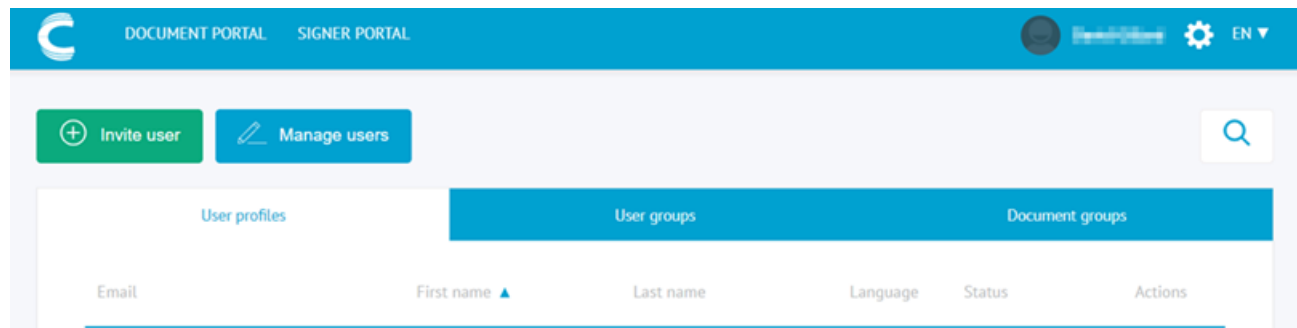 DOCUMENT PORTAL SIGNER PORTAL EN ▼
Invite user Manage users
User profiles User groups Document groups
Email First name ▲ Last name Language Status Actions